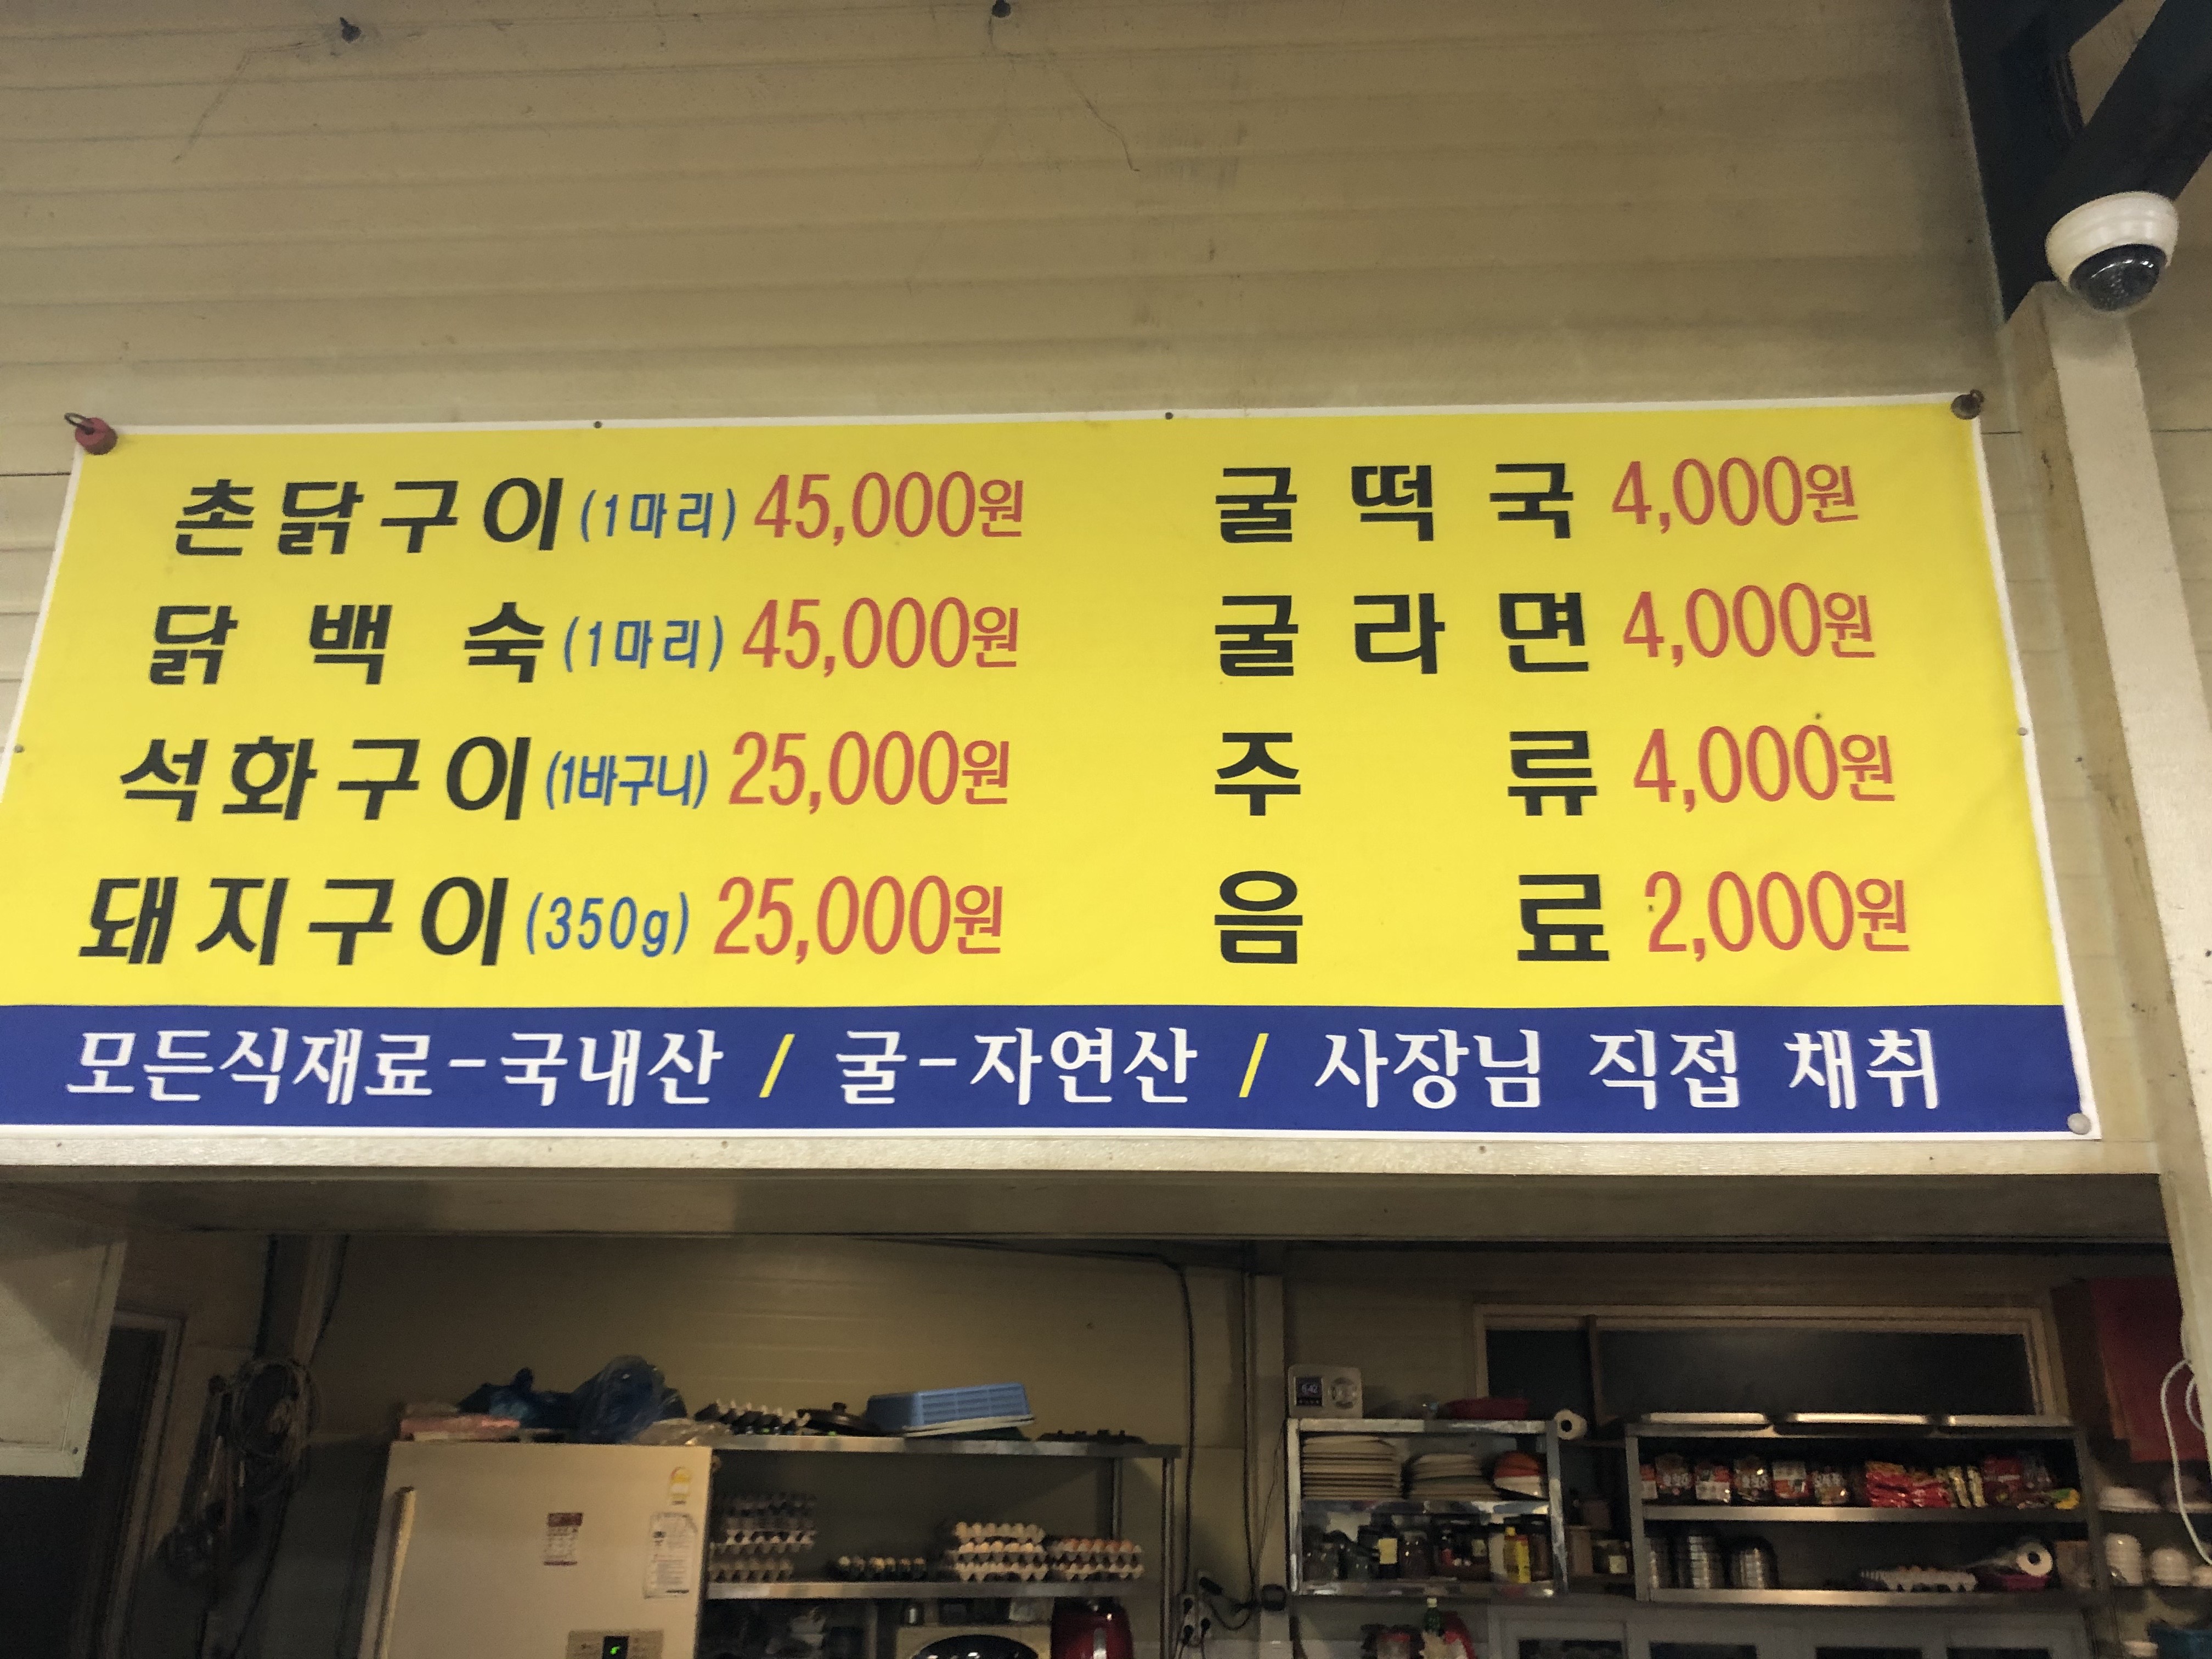 촌닭구이(1마리) 45,000원
닭백숙(1마리) 45,000원
석화구이(1바구니) 25,000원
돼지구이(350g) 25,000원
굴떡국 4,000원
굴라면 4,000원
주류 4,000원
음료 2,000원
모든식재료-국내산 / 굴-자연산 / 사장님 직접 채취